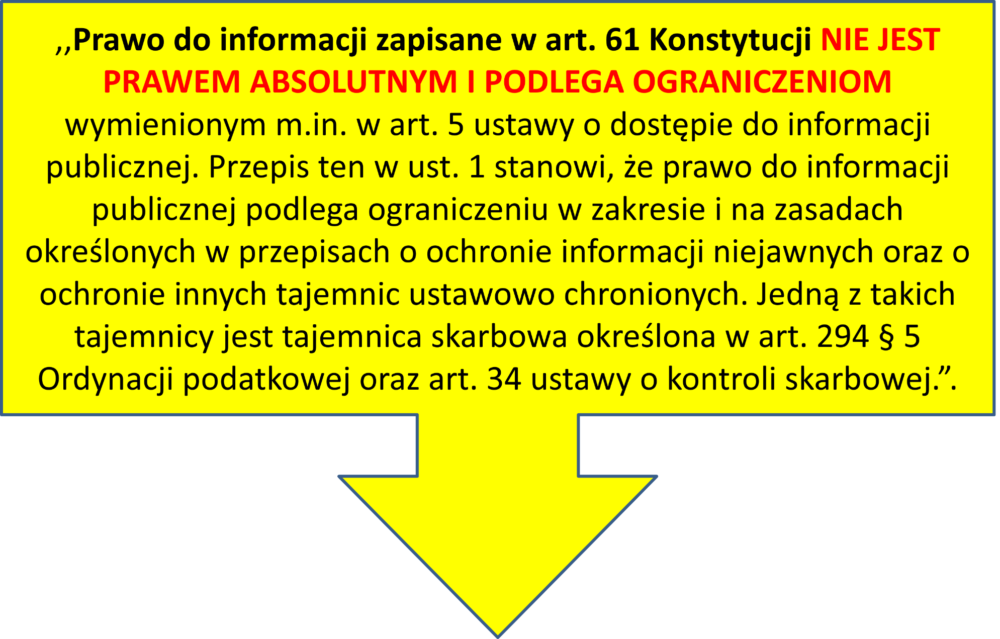 ,,Prawo do informacji zapisane w art. 61 Konstytucji NIE JEST
PRAWEM ABSOLUTNYM I PODLEGA OGRANICZENIOM
wymienionym m.in. w art. 5 ustawy o dostępie do informacji
publicznej. Przepis ten w ust. 1 stanowi, że prawo do informacji
publicznej podlega ograniczeniu w zakresie i na zasadach
określonych w przepisach o ochronie informacji niejawnych oraz o
ochronie innych tajemnic ustawowo chronionych. Jedną z takich
tajemnicy jest tajemnica skarbowa określona w art. 294 § 5
Ordynacji podatkowej oraz art. 34 ustawy o kontroli skarbowej.”.